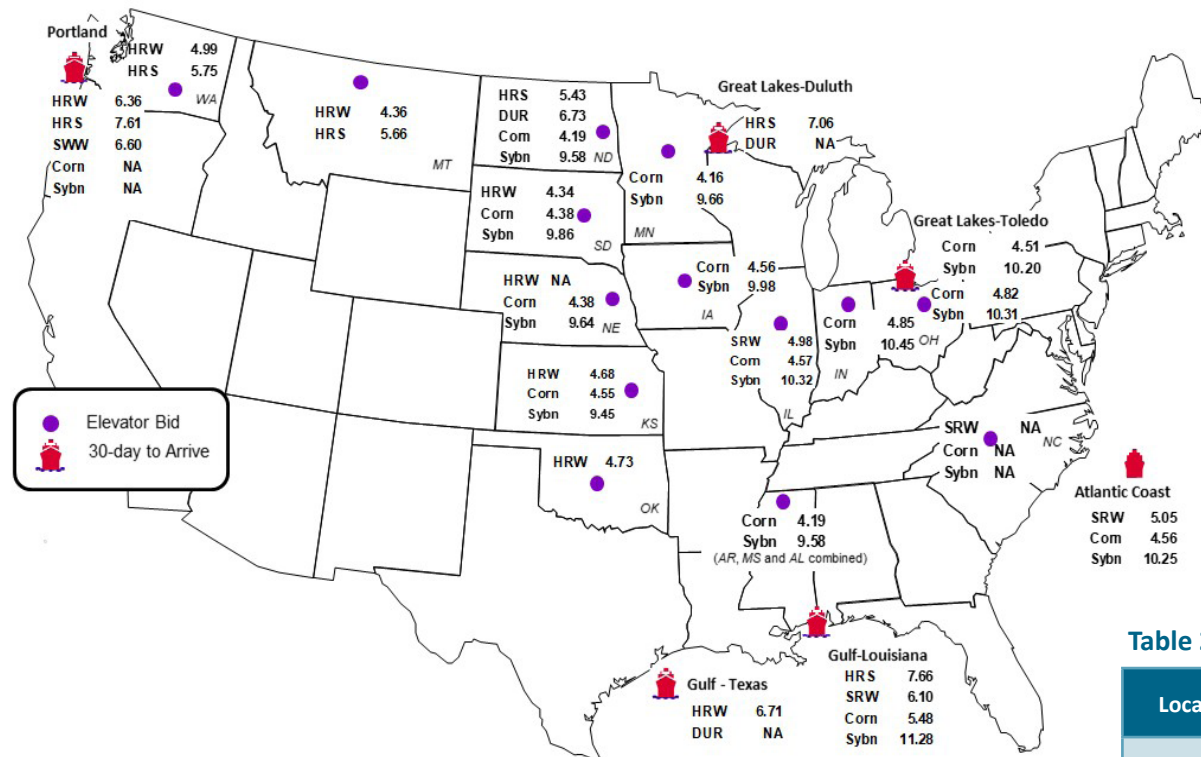 Portland
HRW 4.99
HRS 5.75
WA
HRW 6.36
HRS 7.61
SWW 6.60
Corn NA
Sybn NA
HRW 4.36
HRS 5.66
MT
HRS 5.43
DUR 6.73
Corn 4.19
Sybn 9.58 ND
HRW 4.34
Corn 4.38
Sybn 9.86 SD
HRW NA
Corn 4.38
Sybn 9.64 NE
HRW 4.68
Corn 4.55
Sybn 9.45 KS
HRW 4.73
OK
Great Lakes-Duluth
HRS 7.06
DUR NA
Corn 4.16
Sybn 9.66
MN
Corn 4.56
Sybn 9.98
IA
SRW 4.98
Corn 4.57
Sybn 10.32
IL
Great Lakes-Toledo
Corn 4.51
Sybn 10.20
Corn 4.82
Sybn 10.31
OH
Corn 4.85
Sybn 10.45
IN
SRW NA
Corn NA
Sybn NA
NC
Atlantic Coast
SRW 5.05
Corn 4.56
Sybn 10.25
Corn 4.19
Sybn 9.58
(AR, MS and AL combined)
Gulf-Louisiana
HRS 7.66
SRW 6.10
Corn 5.48
Sybn 11.28
Gulf - Texas
HRW 6.71
DUR NA
Elevator Bid
30-day to Arrive
Table
Loca